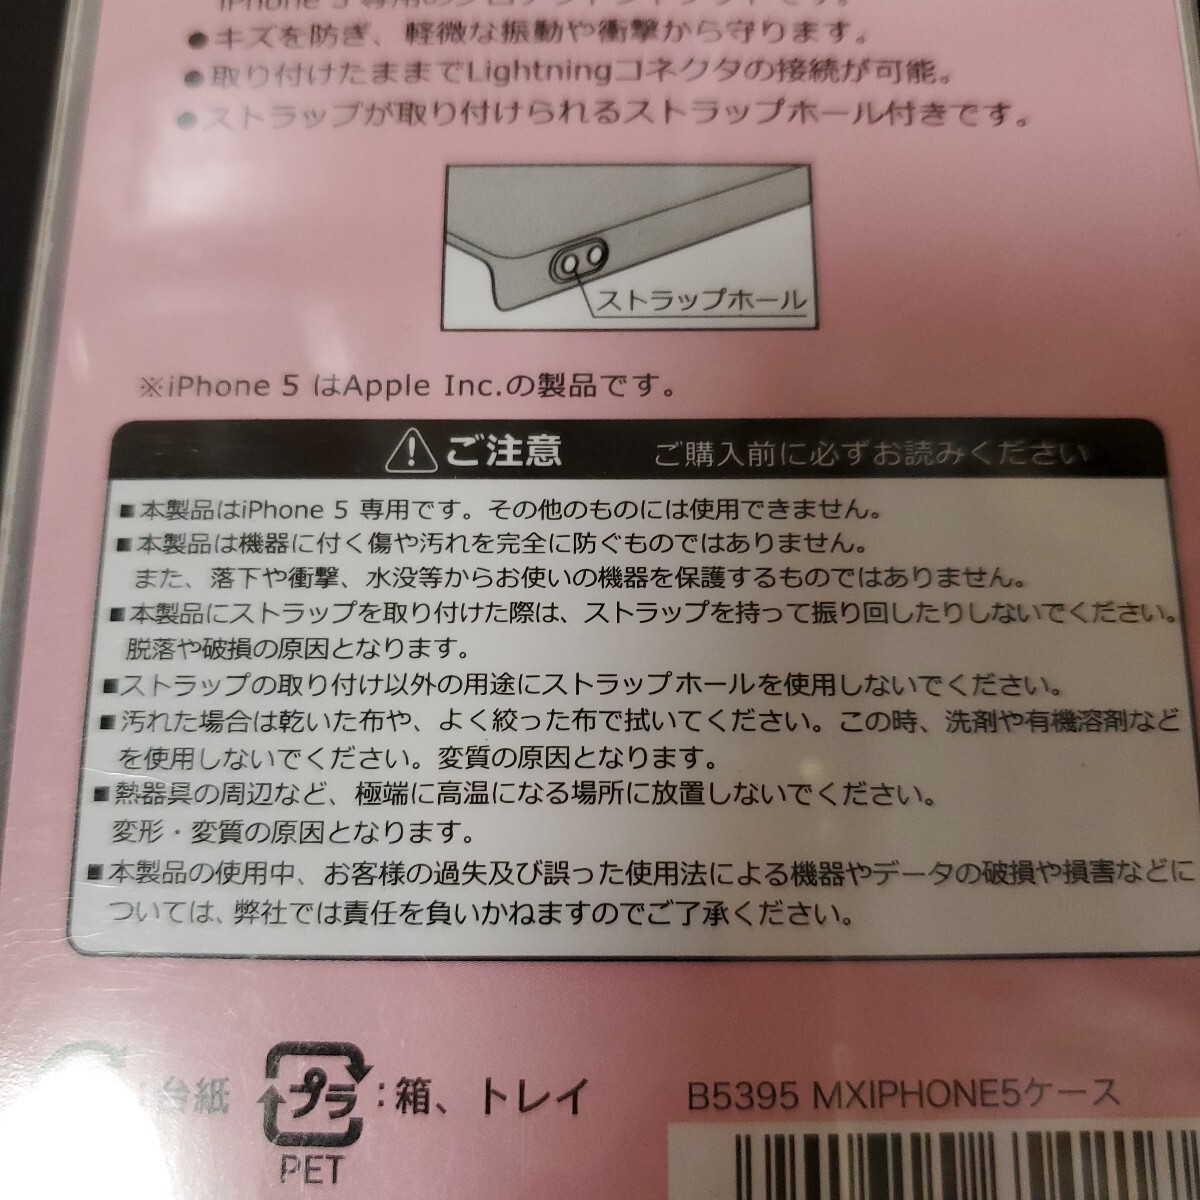 ●キズを防ぎ、軽微な振動や衝撃から守ります。
●取り付けたままでLightningコネクタの接続が可能。
●ストラップが取り付けられるストラップホール付きです。
ストラップホール
※iPhone 5 はApple Inc.の製品です。
ご注意 ご購入前に必ずお読みください
■本製品はiPhone 5 専用です。その他のものには使用できません。
■本製品は機器に付く傷や汚れを完全に防ぐものではありません。
また、落下や衝撃、水没等からお使いの機器を保護するものではありません。
■本製品にストラップを取り付けた際は、ストラップを持って振り回したりしないでください。
脱落や破損の原因となります。
■ストラップの取り付け以外の用途にストラップホールを使用しないでください。
■汚れた場合は乾いた布や、よく絞った布で拭いてください。この時、洗剤や有機溶剤など
を使用しないでください。変質の原因となります。
■熱器具の周辺など、極端に高温になる場所に放置しないでください。
変形・変質の原因となります。
■本製品の使用中、お客様の過失及び誤った使用法による機器やデータの破損や損害などに
ついては、弊社では責任を負いかねますのでご了承ください。
:台紙 プラ:箱、トレイ
PET
B5395 MXIPHONE5ケース